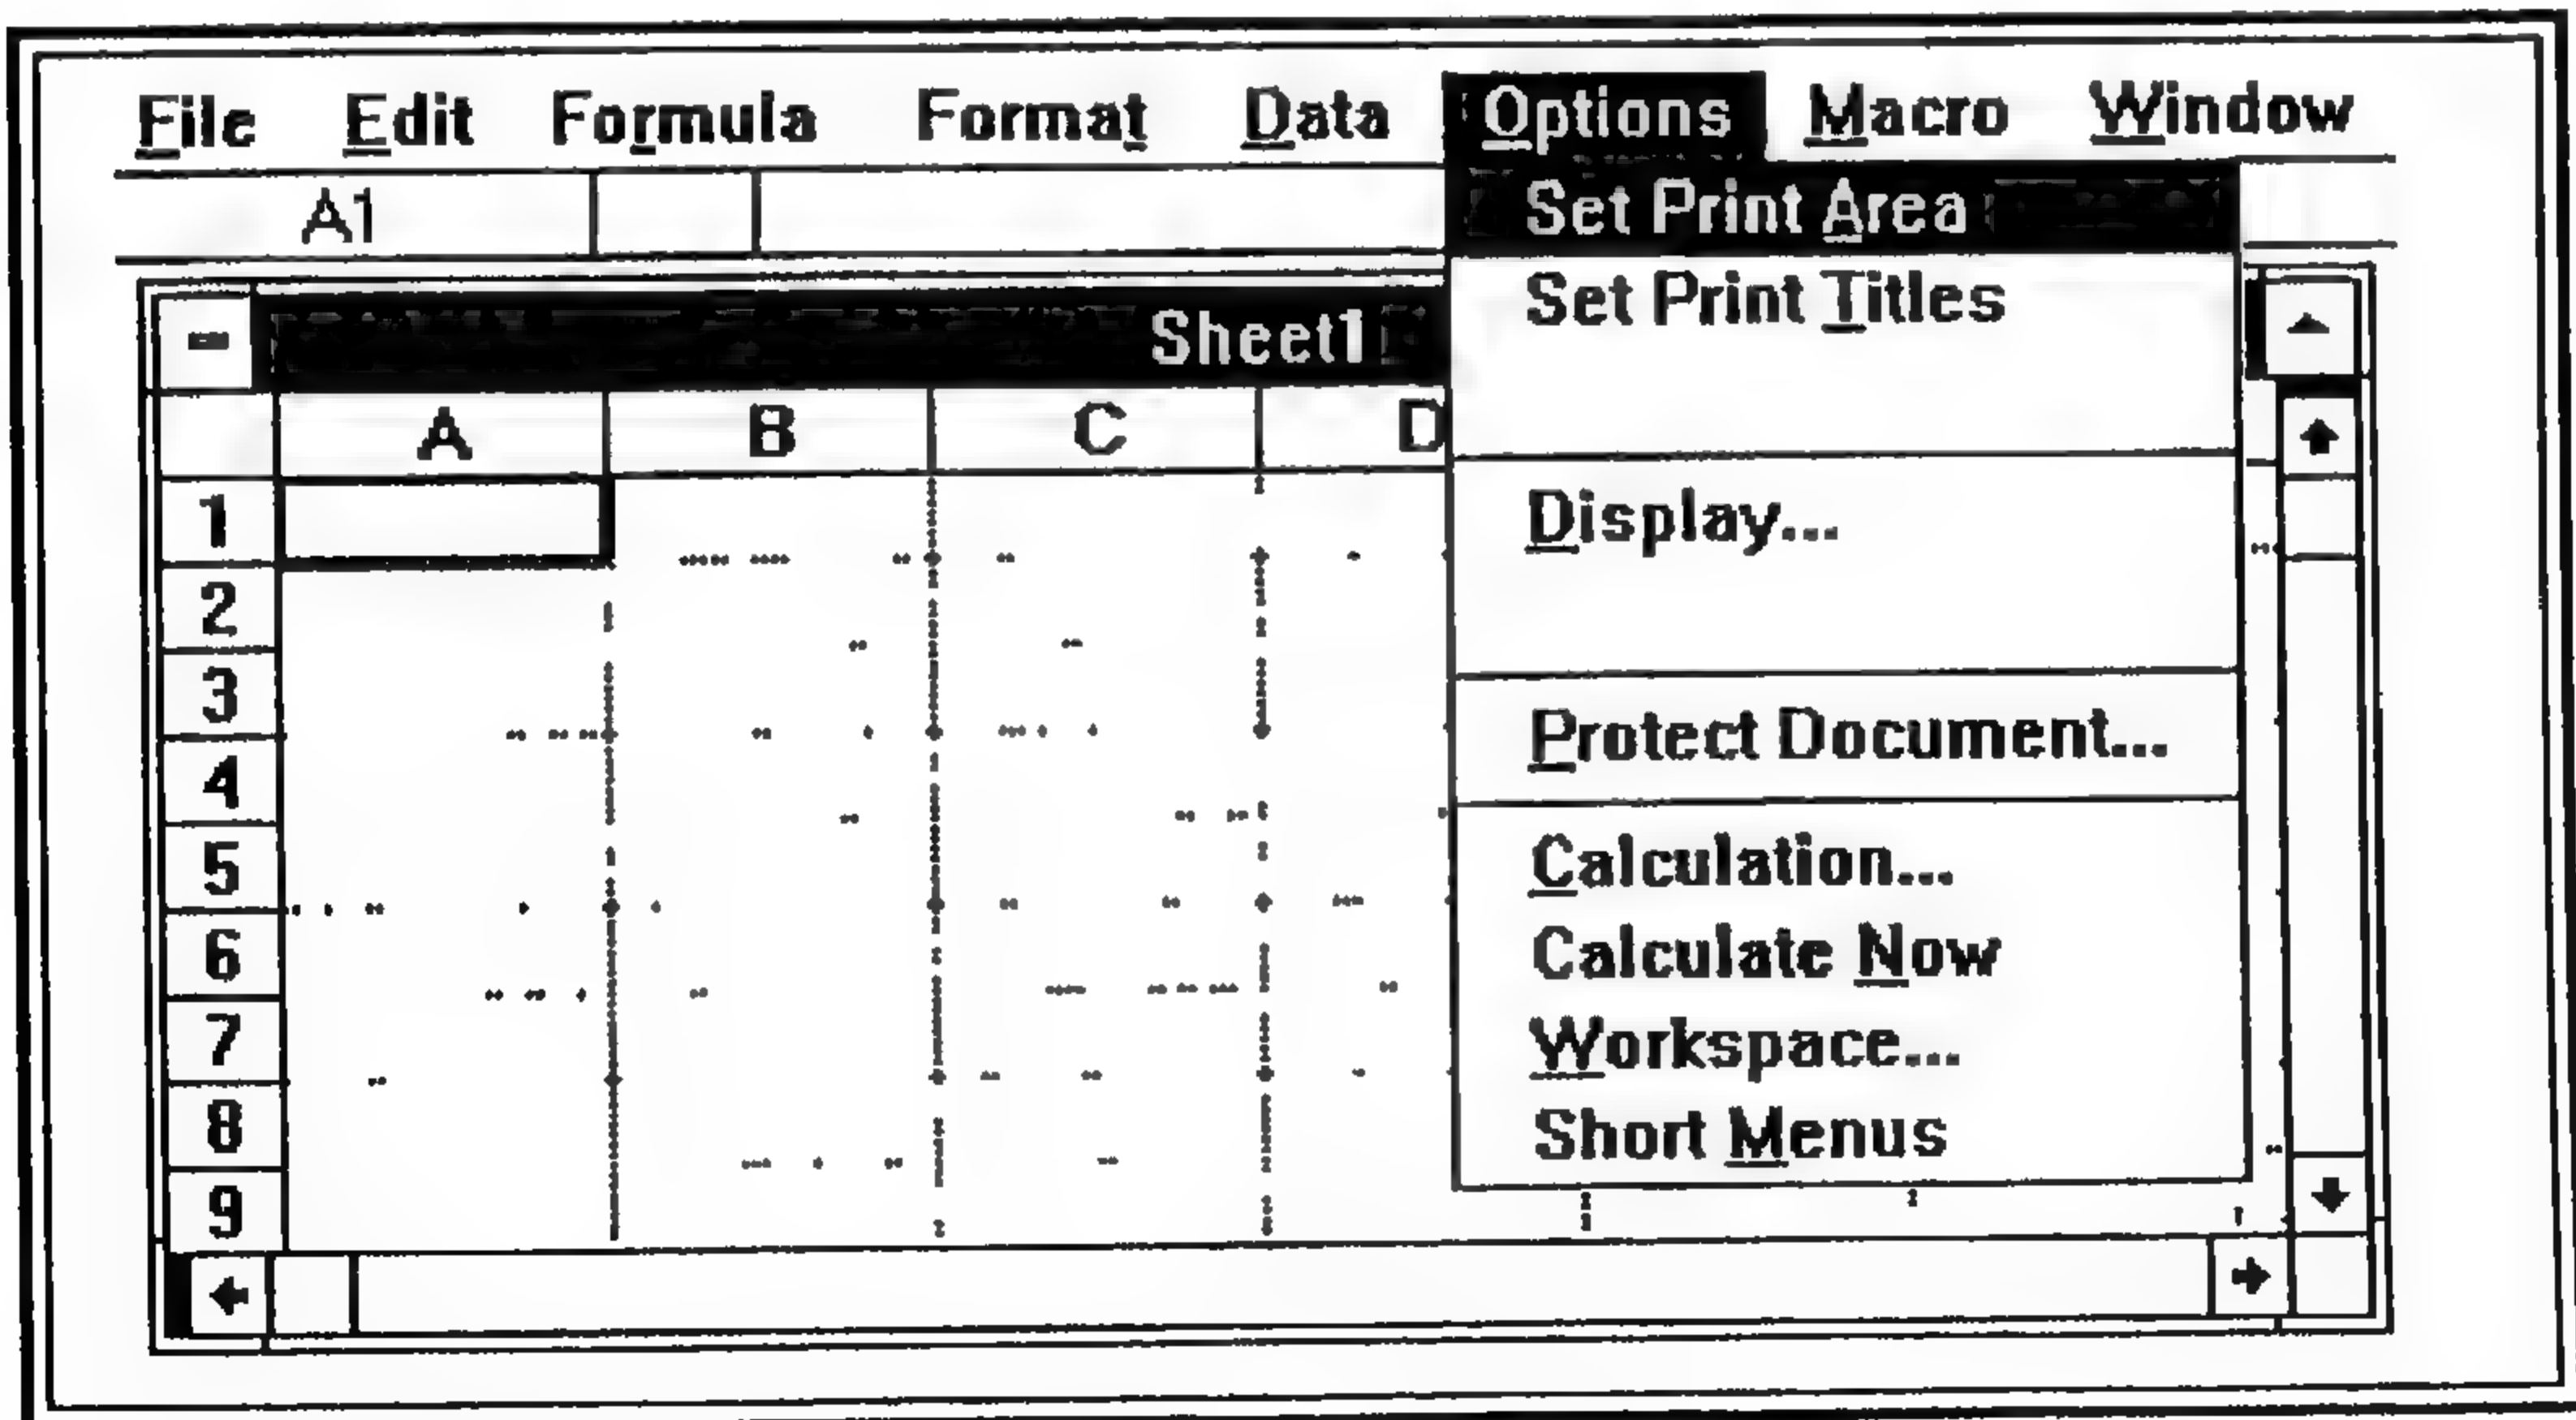 File Edit Formula Format Data Options Macro Window
A1
Set Print Area
Set Print Titles
Sheet1
A B C D
Display...
Protect Document...
Calculation...
Calculate Now
Workspace...
Short Menus
1
2
3
4
5
6
7
8
9